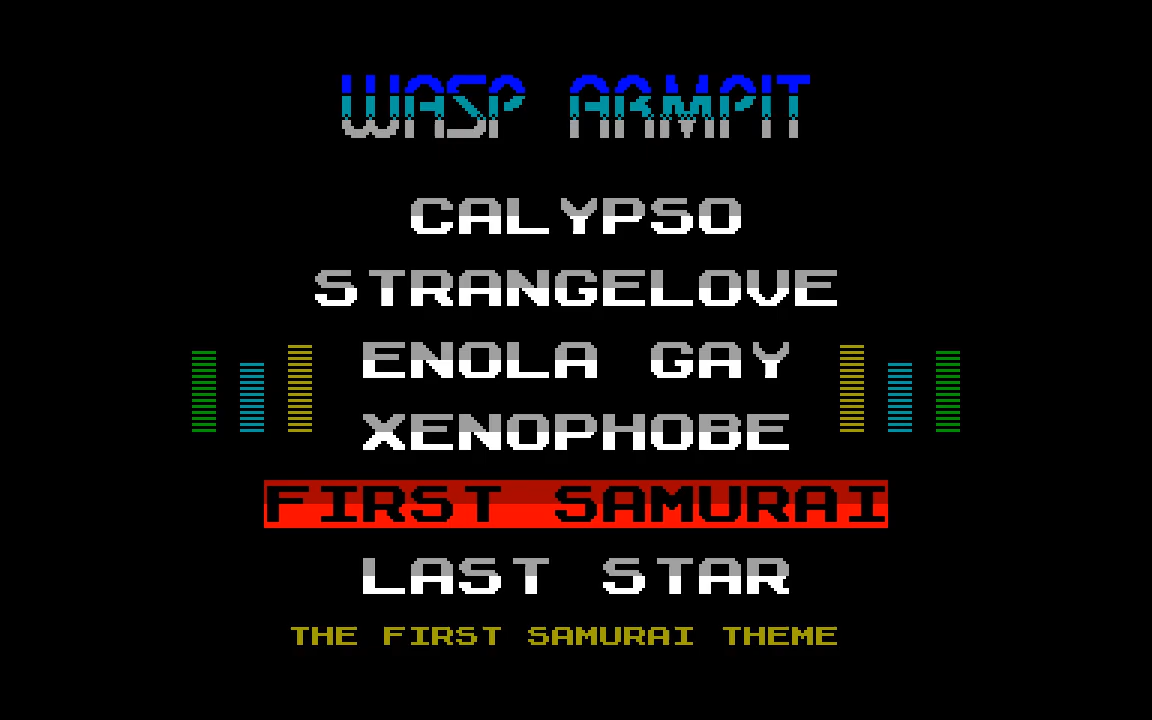 WASP ARMPIT
CALYPSO
STRANGELOVE
ENOLA GAY
XENOPHOBE
FIRST SAMURAI
LAST STAR
THE FIRST SAMURAI THEME